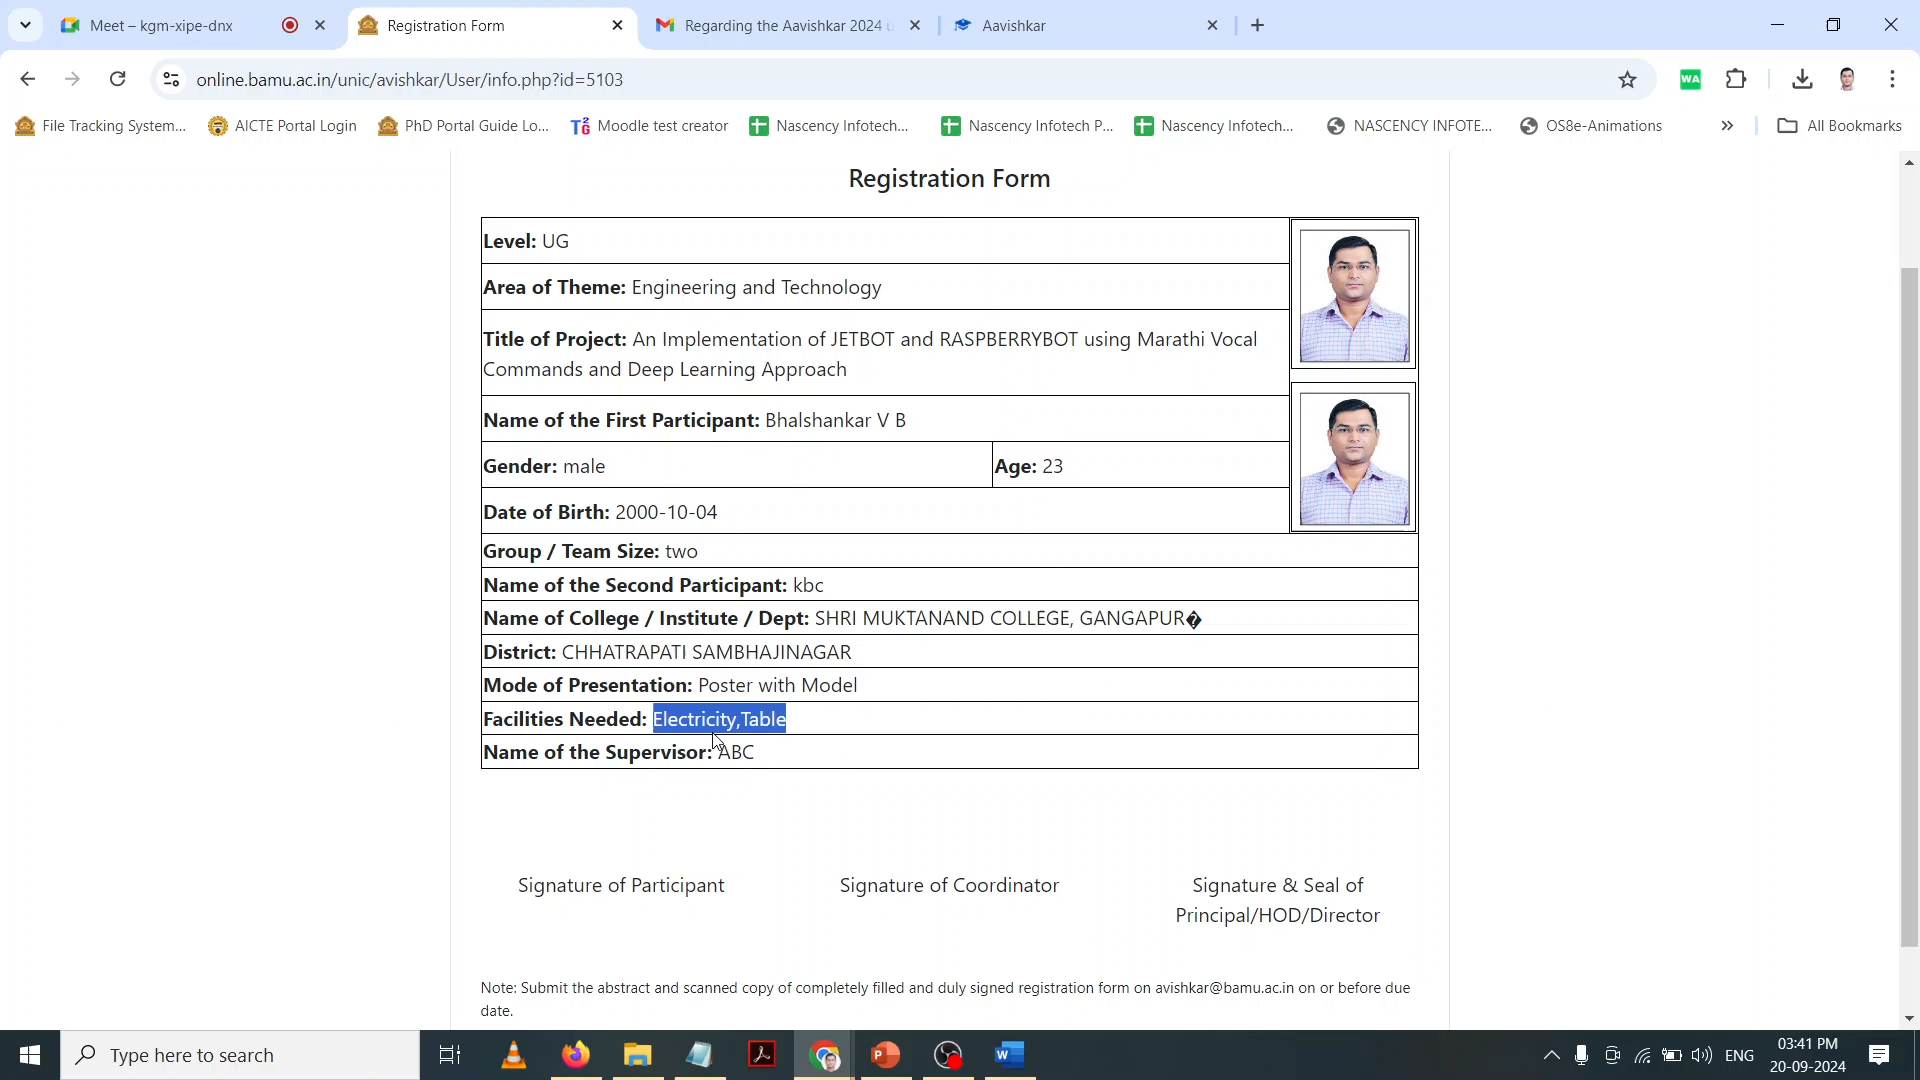 Meet – kgm-xipe-dnx
Registration Form
Regarding the Aavishkar 2024 u
Aavishkar
online.bamu.ac.in/unic/avishkar/User/info.php?id=5103
WA
File Tracking System...
AICTE Portal Login
PhD Portal Guide Lo...
Moodle test creator
Nascency Infotech...
Nascency Infotech P...
Nascency Infotech...
NASCENCY INFOTE...
OS8e-Animations
All Bookmarks
Registration Form
Level: UG
Area of Theme: Engineering and Technology
Title of Project: An Implementation of JETBOT and RASPBERRYBOT using Marathi Vocal
Commands and Deep Learning Approach
Name of the First Participant: Bhalshankar V B
Gender: male
Age: 23
Date of Birth: 2000-10-04
Group / Team Size: two
Name of the Second Participant: kbc
Name of College / Institute / Dept: SHRI MUKTANAND COLLEGE, GANGAPUR�
District: CHHATRAPATI SAMBHAJINAGAR
Mode of Presentation: Poster with Model
Facilities Needed: Electricity,Table
Name of the Supervisor: ABC
Signature of Participant
Signature of Coordinator
Signature & Seal of
Principal/HOD/Director
Note: Submit the abstract and scanned copy of completely filled and duly signed registration form on avishkar@bamu.ac.in on or before due
date.
Type here to search
ENG
03:41 PM
20-09-2024